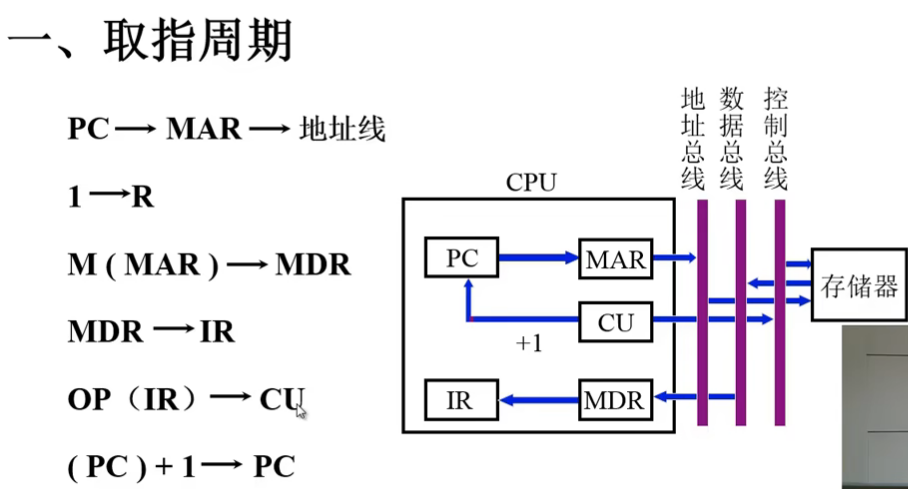 一、取指周期
PC → MAR → 地址线
1 → R
M ( MAR ) → MDR
MDR → IR
OP（IR）→ CU
( PC ) + 1 → PC
地址总线
数据总线
控制总线
CPU
PC
MAR
CU
+1
IR
MDR
存储器